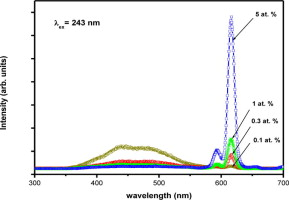 λex= 243 nm
5 at. %
1 at. %
0.3 at. %
0.1 at. %
Intensity (arb. units)
300
400
500
600
700
wavelength (nm)